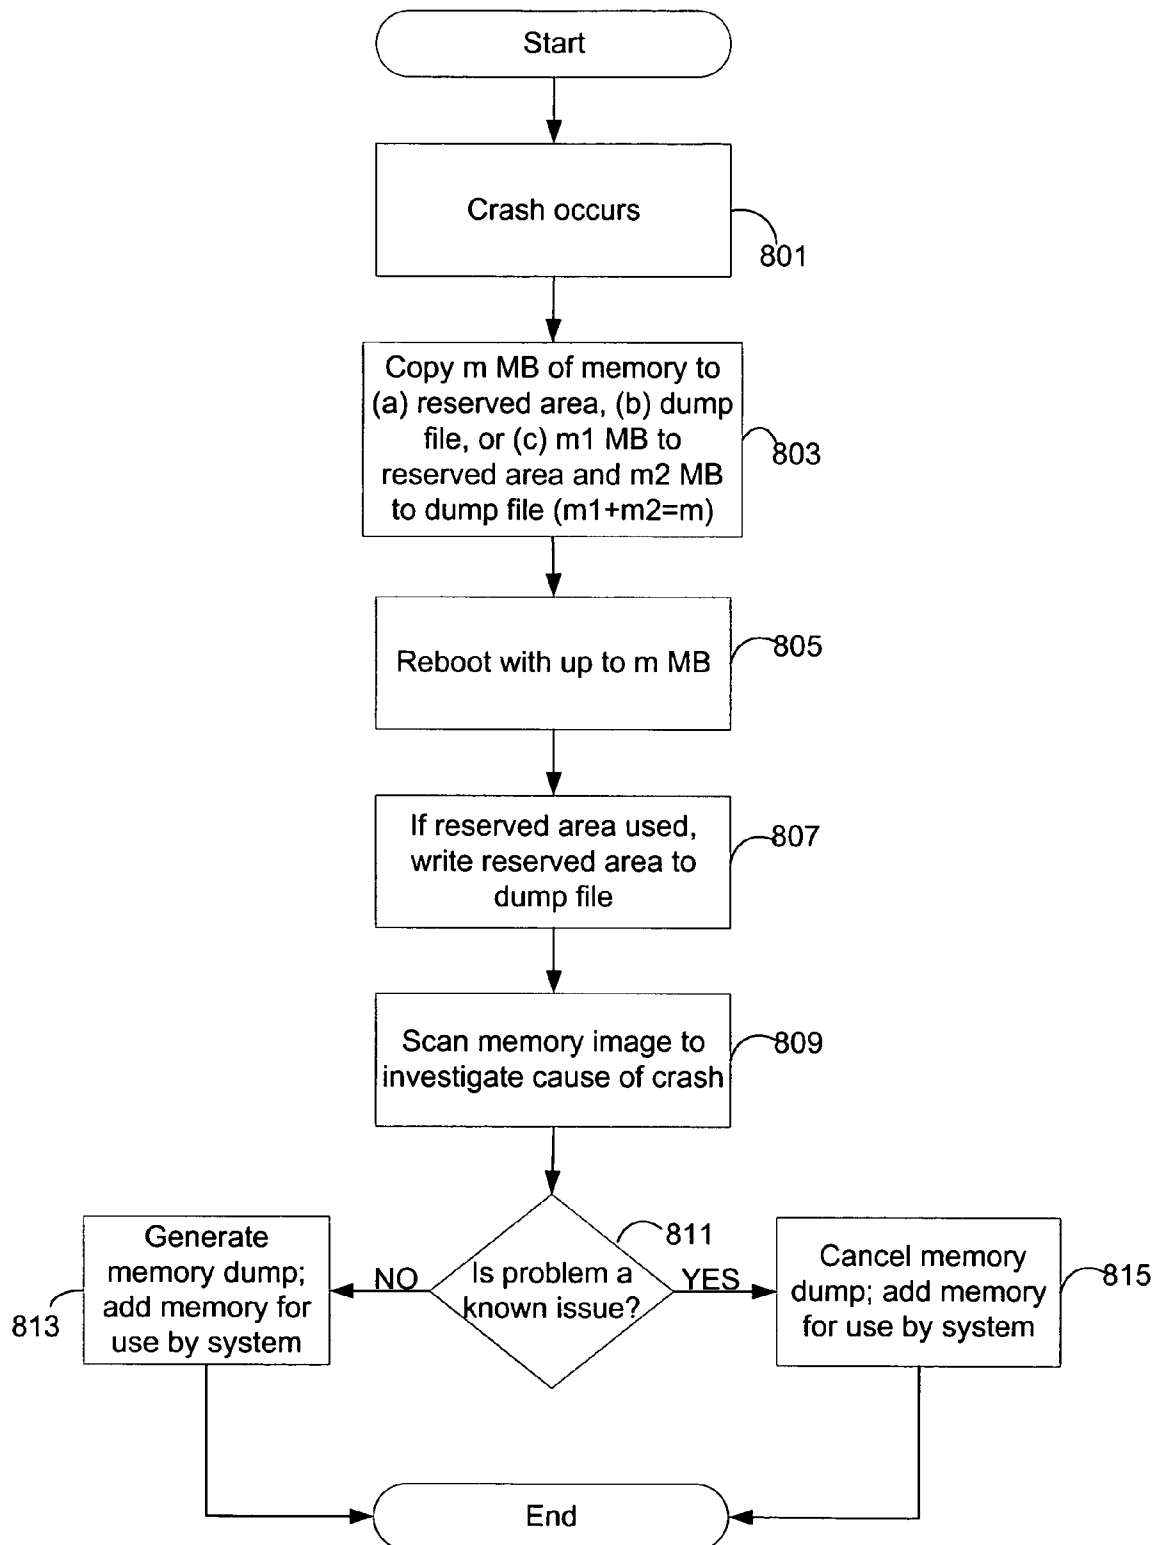 Start
Crash occurs
801
Copy m MB of memory to
(a) reserved area, (b) dump
file, or (c) m1 MB to
reserved area and m2 MB
to dump file (m1+m2=m)
803
Reboot with up to m MB
805
If reserved area used,
write reserved area to
dump file
807
Scan memory image to
investigate cause of crash
809
Is problem a
known issue?
811
NO
YES
Generate
memory dump;
add memory for
use by system
813
Cancel memory
dump; add memory
for use by system
815
End